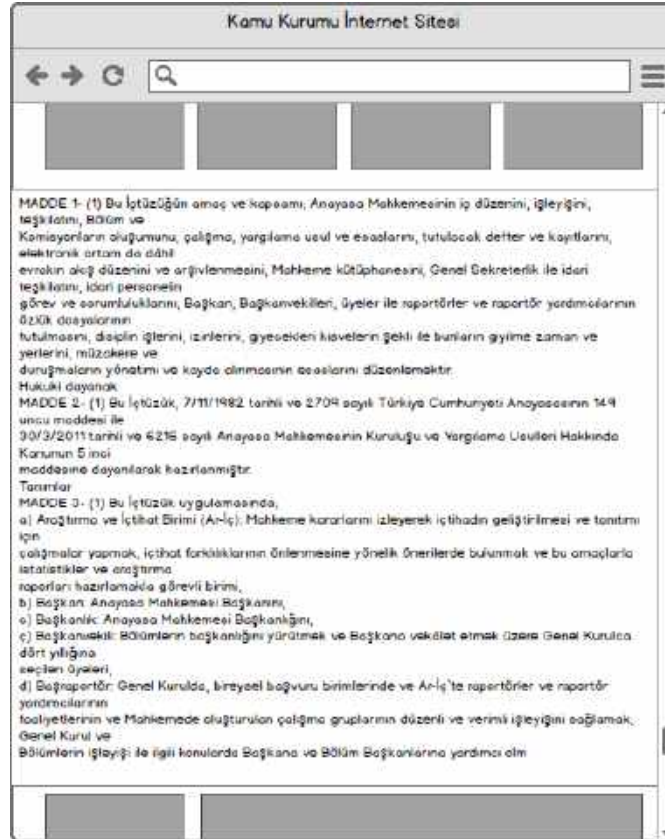 Kamu Kurumu İnternet Sitesi
MADDE 1- (1) Bu İçtüzüğün amaç ve kapsamı; Anayasa Mahkemesinin iç düzenini, işleyişini,
teşkilatını, Bölüm ve
Komisyonların oluşumunu, çalışma, yargılama usul ve esaslarını, tutulacak defter ve kayıtlarını,
elektronik ortam da dâhil
evrakın akış düzenini ve arşivlenmesini, Mahkeme kütüphanesini, Genel Sekreterlik ile idari
teşkilatını, idari personelin
görev ve sorumluluklarını, Başkan, Başkanvekilleri, üyeler ile raportörler ve raportör yardımcılarının
özlük dosyalarının
tutulmasını, disiplin işlerini, izinlerini, giyecekleri kisvelerin şekli ile bunların giyilme zaman ve
yerlerini, müzakere ve
duruşmaların yönetimi ve kayda alınmasının esaslarını düzenlemektir.
Hukuki dayanak
MADDE 2- (1) Bu İçtüzük, 7/11/1982 tarihli ve 2709 sayılı Türkiye Cumhuriyeti Anayasasının 149
uncu maddesi ile
30/3/2011 tarihli ve 6216 sayılı Anayasa Mahkemesinin Kuruluşu ve Yargılama Usulleri Hakkında
Kanunun 5 inci
maddesine dayanılarak hazırlanmıştır.
Tanımlar
MADDE 3- (1) Bu İçtüzük uygulamasında;
a) Araştırma ve İçtihat Birimi (Ar-İç): Mahkeme kararlarını izleyerek içtihadın geliştirilmesi ve tanıtımı
için
çalışmalar yapmak, içtihat farklılıklarının önlenmesine yönelik önerilerde bulunmak ve bu amaçlarla
istatistikler ve araştırma
raporları hazırlamakla görevli birimi,
b) Başkan: Anayasa Mahkemesi Başkanını,
c) Başkanlık: Anayasa Mahkemesi Başkanlığını,
ç) Başkanvekili: Bölümlerin başkanlığını yürütmek ve Başkana vekâlet etmek üzere Genel Kurulca
dört yıllığına
seçilen üyeleri,
d) Başraportör: Genel Kurulda, bireysel başvuru birimlerinde ve Ar-İç'te raportörler ve raportör
yardımcılarının
faaliyetlerinin ve Mahkemede oluşturulan çalışma gruplarının düzenli ve verimli işleyişini sağlamak,
Genel Kurul ve
Bölümlerin işleyişi ile ilgili konularda Başkana ve Bölüm Başkanlarına yardımcı olm